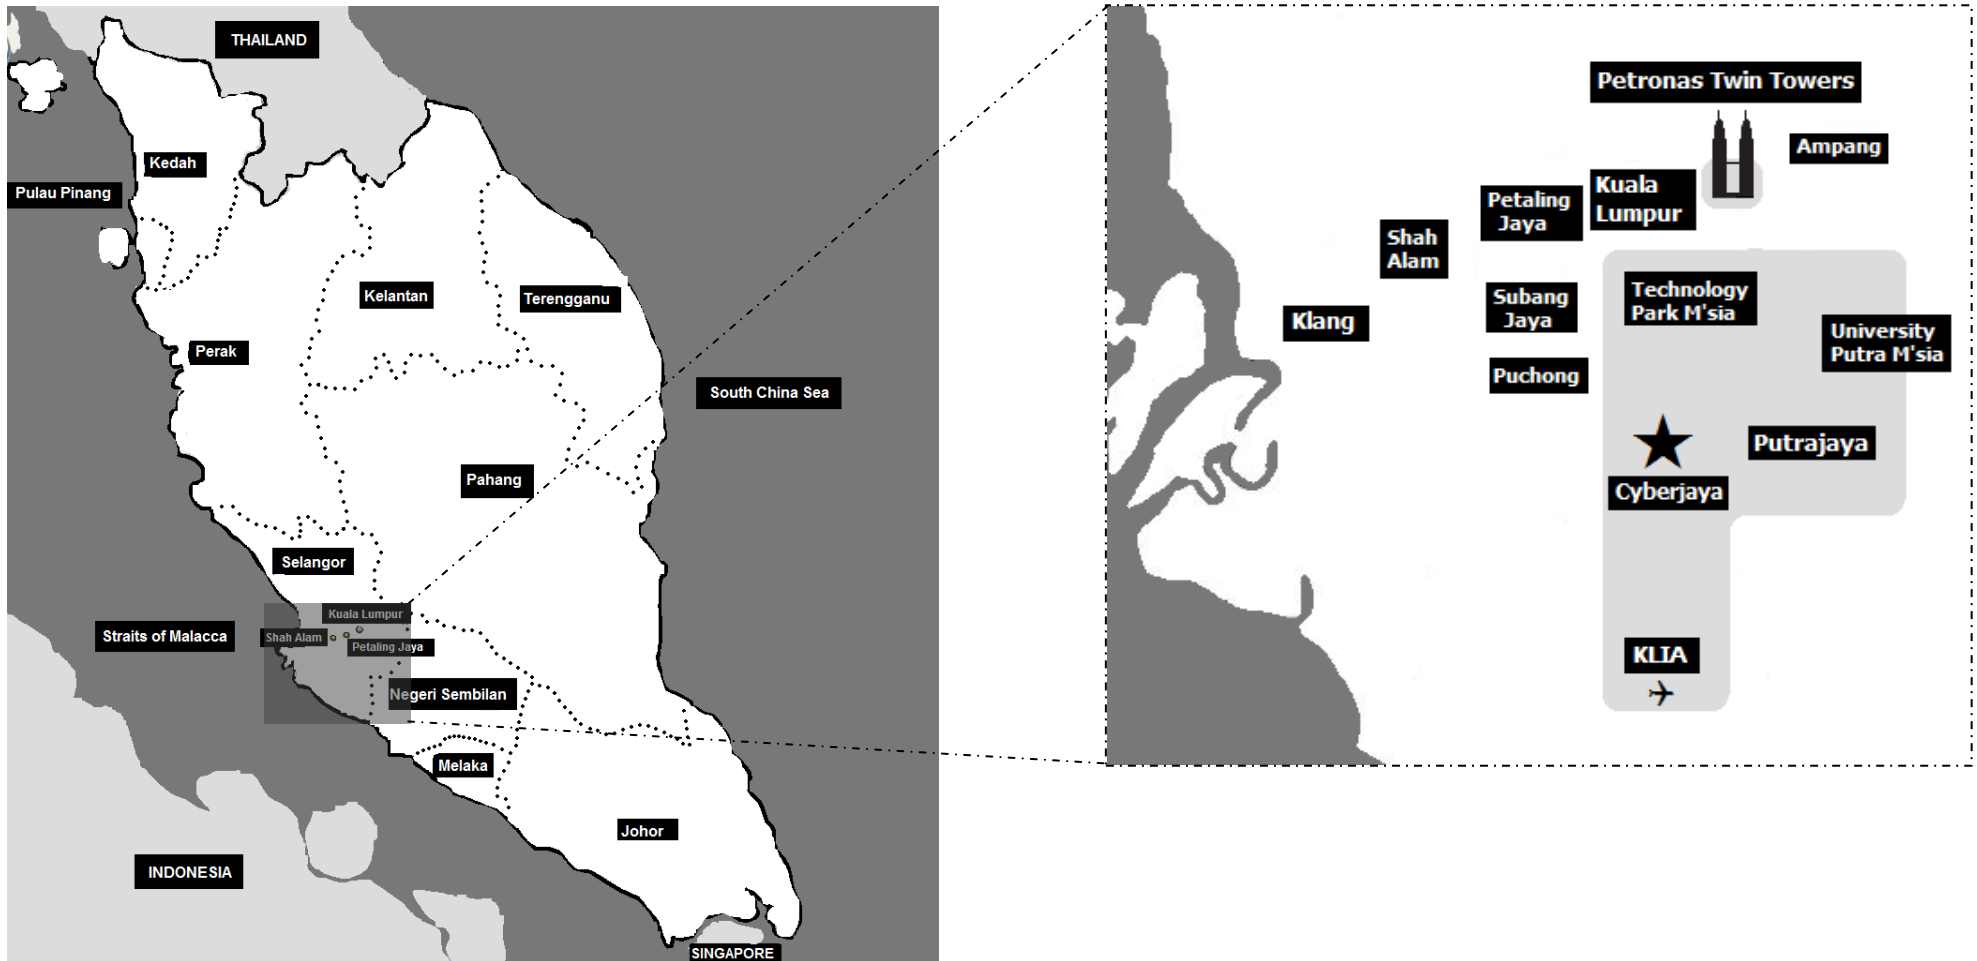 THAILAND
Kedah
Pulau Pinang
Kelantan
Terengganu
Perak
South China Sea
Pahang
Selangor
Kuala Lumpur
Straits of Malacca
Shah Alam
Petaling Jaya
Negeri Sembilan
Melaka
Johor
INDONESIA
SINGAPORE
Petronas Twin Towers
Ampang
Kuala
Lumpur
Petaling
Jaya
Shah
Alam
Technology
Park M'sia
Subang
Jaya
Klang
University
Putra M'sia
Puchong
Putrajaya
Cyberjaya
KLIA